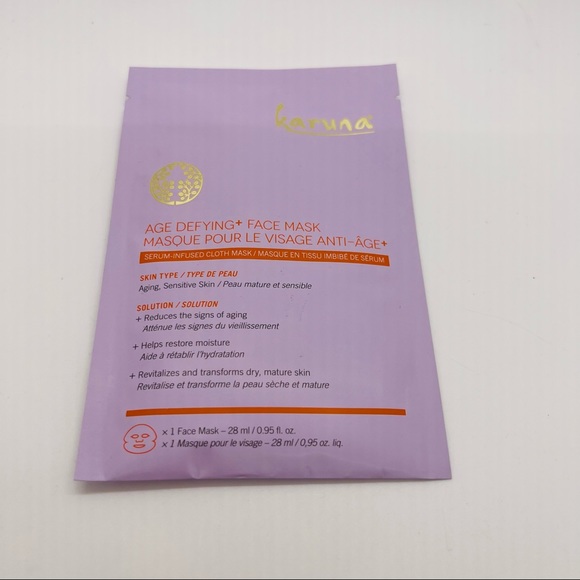 karuna
AGE DEFYING+ FACE MASK
MASQUE POUR LE VISAGE ANTI-ÂGE+
SERUM-INFUSED CLOTH MASK / MASQUE EN TISSU IMBIBÉ DE SÉRUM
SKIN TYPE / TYPE DE PEAU
Aging, Sensitive Skin / Peau mature et sensible
SOLUTION / SOLUTION
+ Reduces the signs of aging
Atténue les signes du vieillissement
+ Helps restore moisture
Aide à rétablir l'hydratation
+ Revitalizes and transforms dry, mature skin
Revitalise et transforme la peau sèche et mature
x 1 Face Mask – 28 ml / 0.95 fl. oz.
x 1 Masque pour le visage – 28 ml / 0,95 oz. liq.